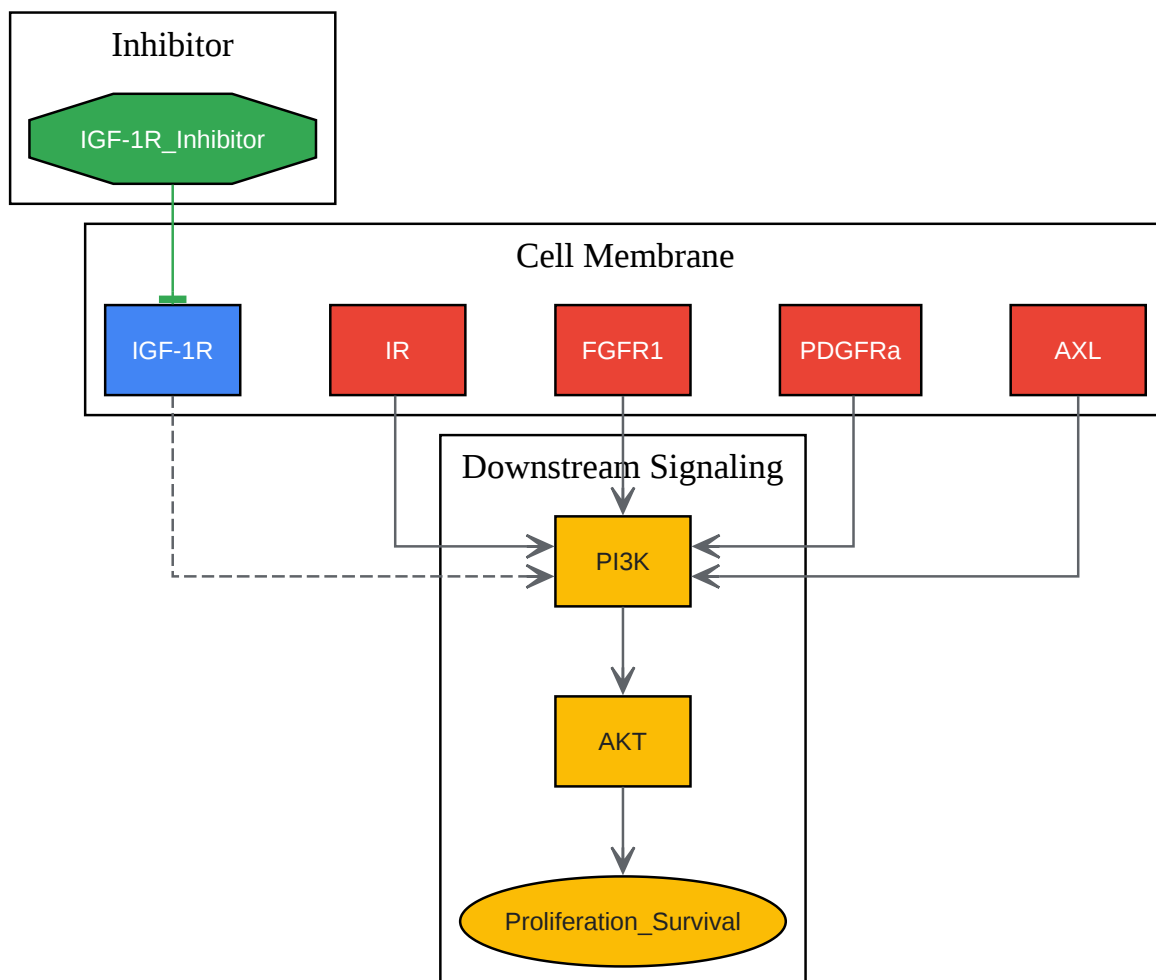 Inhibitor
IGF-1R_Inhibitor
Cell Membrane
IGF-1R
IR
FGFR1
PDGFRa
AXL
Downstream Signaling
PI3K
AKT
Proliferation_Survival